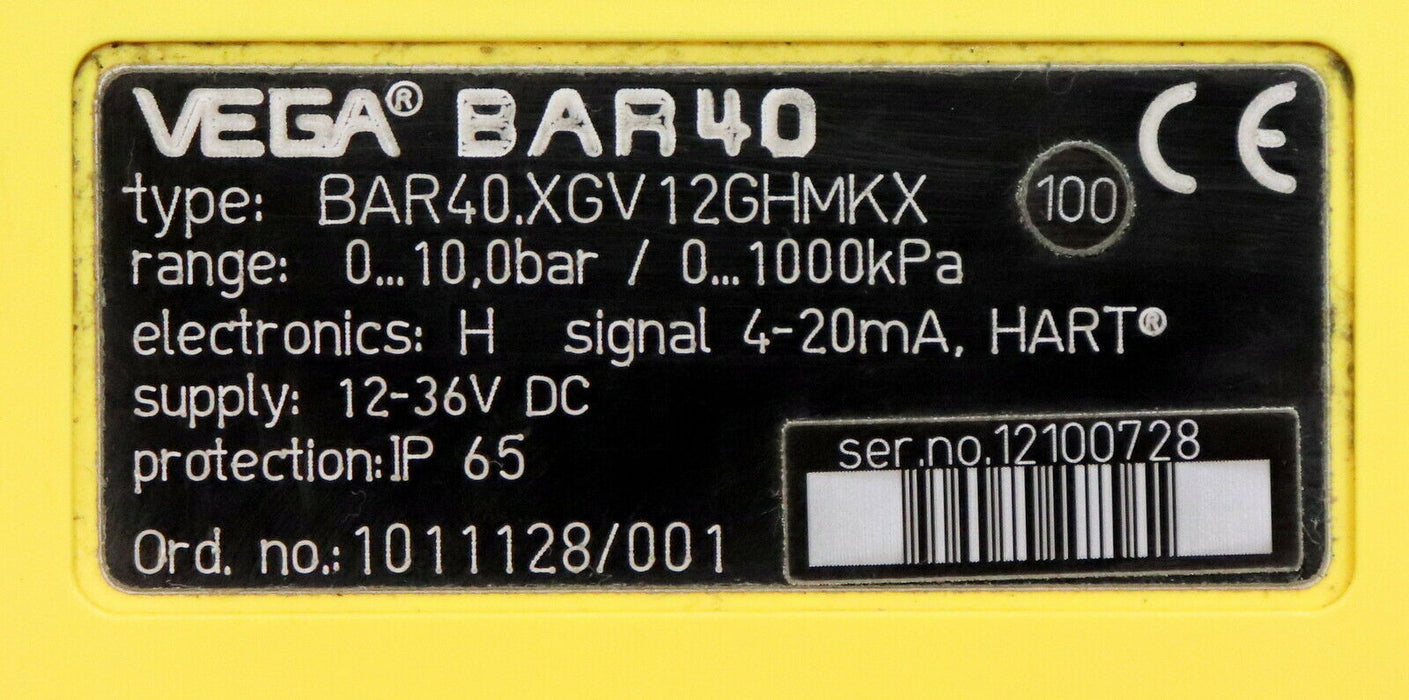 VEGA® BAR40
CE
type: BAR40.XGV12GHMKX
100
range: 0...10,0bar / 0...1000kPa
electronics: H signal 4-20mA, HART®
supply: 12-36V DC
protection:IP 65
ser.no.12100728
Ord. no.:1011128/001